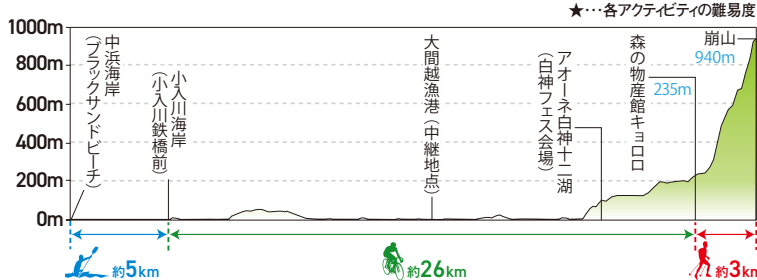 ★･･･各アクティビティの難易度
1000m
800m
600m
400m
200m
0m
中浜海岸
(ブラックサンドビーチ)
小入川海岸
(小入川鉄橋前)
大間越漁港(中継地点)
アオーネ白神十二湖
(白神フェス会場)
森の物産館キョロロ
235m
崩山
940m
約5km
約26km
約3km